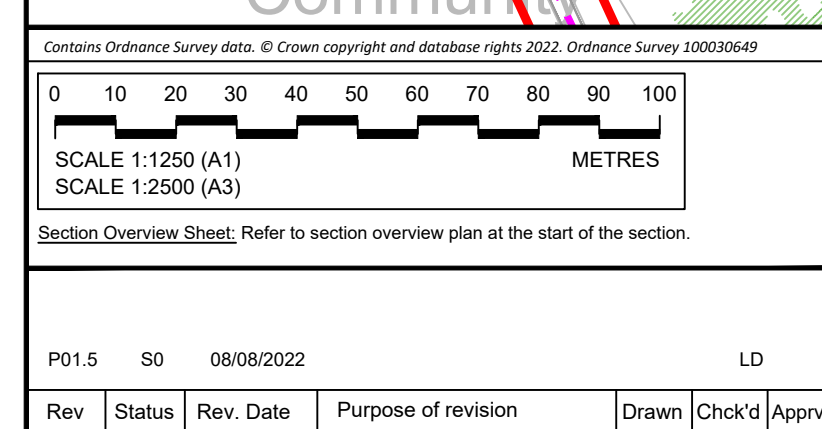 Community
Contains Ordnance Survey data. © Crown copyright and database rights 2022. Ordnance Survey 100030649
0 10 20 30 40 50 60 70 80 90 100
SCALE 1:1250 (A1) METRES
SCALE 1:2500 (A3)
Section Overview Sheet: Refer to section overview plan at the start of the section.
P01.5 S0 08/08/2022 LD
Rev Status Rev. Date Purpose of revision Drawn Chck'd Apprv